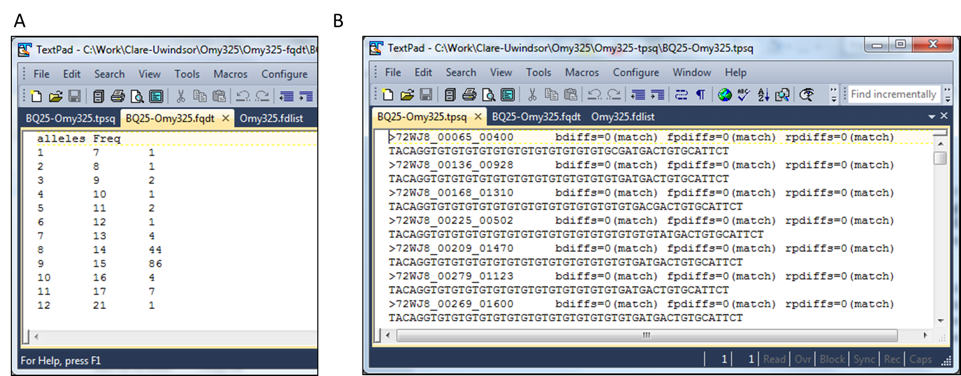 A
B
TextPad - C:\Work\Clare-Uwindsor\Omy325\Omy325-fqdt\B
File Edit Search View Tools Macros Configure
BQ25-Omy325.tpsq BQ25-Omy325.fqdt Omy325.fdlist
alleles Freq
1 7 1
2 8 1
3 9 2
4 10 1
5 11 2
6 12 1
7 13 4
8 14 44
9 15 86
10 16 4
11 17 7
12 21 1
For Help, press F1
TextPad - C:\Work\Clare-Uwindsor\Omy325\Omy325-tpsq\BQ25-Omy325.tpsq
File Edit Search View Tools Macros Configure Window Help
Find incrementally
BQ25-Omy325.tpsq BQ25-Omy325.fqdt Omy325.fdlist
>72WJ8_00065_00400 bdiffs=0(match) fpdiffs=0(match) rpdiffs=0(match)
TACAGGTGTGTGTGTGTGTGTGTGTGTGTGTGCGATGACTGTGCATTCT
>72WJ8_00136_00928 bdiffs=0(match) fpdiffs=0(match) rpdiffs=0(match)
TACAGGTGTGTGTGTGTGTGTGTGTGTGTGTGTGATGACTGTGCATTCT
>72WJ8_00168_01310 bdiffs=0(match) fpdiffs=0(match) rpdiffs=0(match)
TACAGGTGTGTGTGTGTGTGTGTGTGTGTGTGTGTGACGACTGTGCATTCT
>72WJ8_00225_00502 bdiffs=0(match) fpdiffs=0(match) rpdiffs=0(match)
TACAGGTGTGTGTGTGTGTGTGTGTGTGTGTGTGTGTGTATGACTGTGCATTCT
>72WJ8_00209_01470 bdiffs=0(match) fpdiffs=0(match) rpdiffs=0(match)
TACAGGTGTGTGTGTGTGTGTGTGTGTGTGTGTGTGATGACTGTGCATTCT
>72WJ8_00279_01123 bdiffs=0(match) fpdiffs=0(match) rpdiffs=0(match)
TACAGGTGTGTGTGTGTGTGTGTGTGTGTGTGTGATGACTGTGCATTCT
>72WJ8_00269_01600 bdiffs=0(match) fpdiffs=0(match) rpdiffs=0(match)
TACAGGTGTGTGTGTGTGTGTGTGTGTGTGTGTGTGATGACTGTGCATTCT
1 1 Read Ovr Block Sync Rec Caps